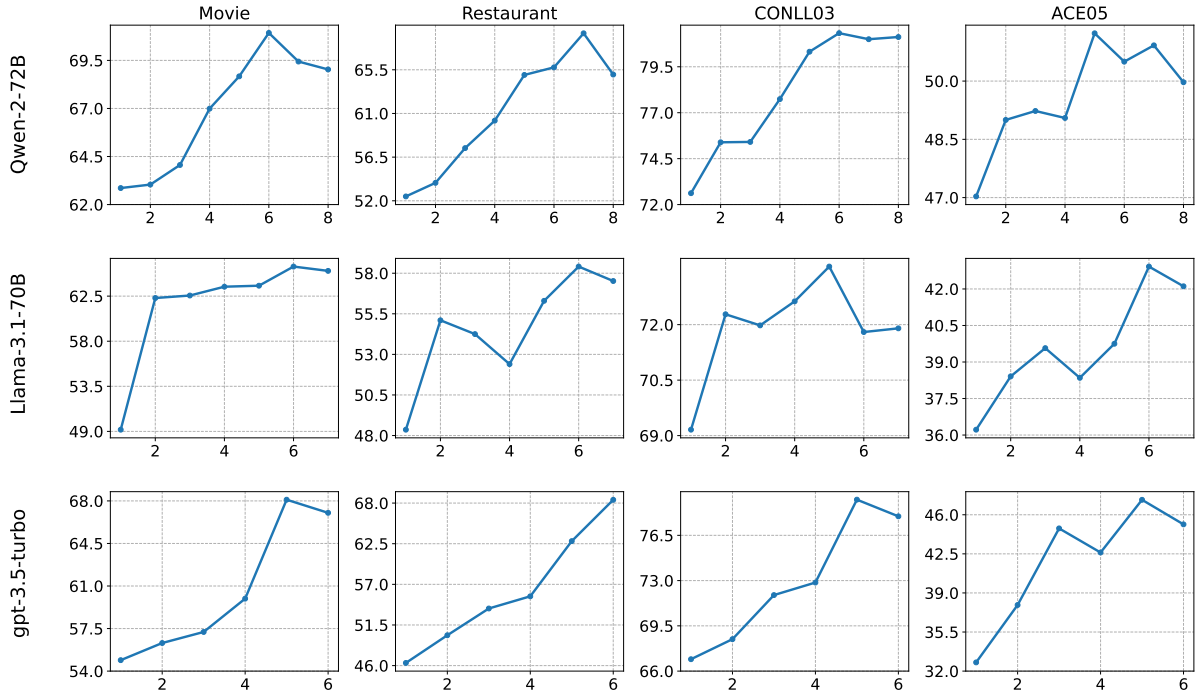 Movie Restaurant CONLL03 ACE05
Qwen-2-72B
69.5 67.0 64.5 62.0
2 4 6 8
65.5 61.0 56.5 52.0
2 4 6 8
79.5 77.0 74.5 72.0
2 4 6 8
50.0 48.5 47.0
2 4 6 8
Llama-3.1-70B
62.5 58.0 53.5 49.0
2 4 6
58.0 55.5 53.0 50.5 48.0
2 4 6
72.0 70.5 69.0
2 4 6
42.0 40.5 39.0 37.5 36.0
2 4 6
gpt-3.5-turbo
68.0 64.5 61.0 57.5 54.0
2 4 6
68.0 62.5 57.0 51.5 46.0
2 4 6
76.5 73.0 69.5 66.0
2 4 6
46.0 42.5 39.0 35.5 32.0
2 4 6